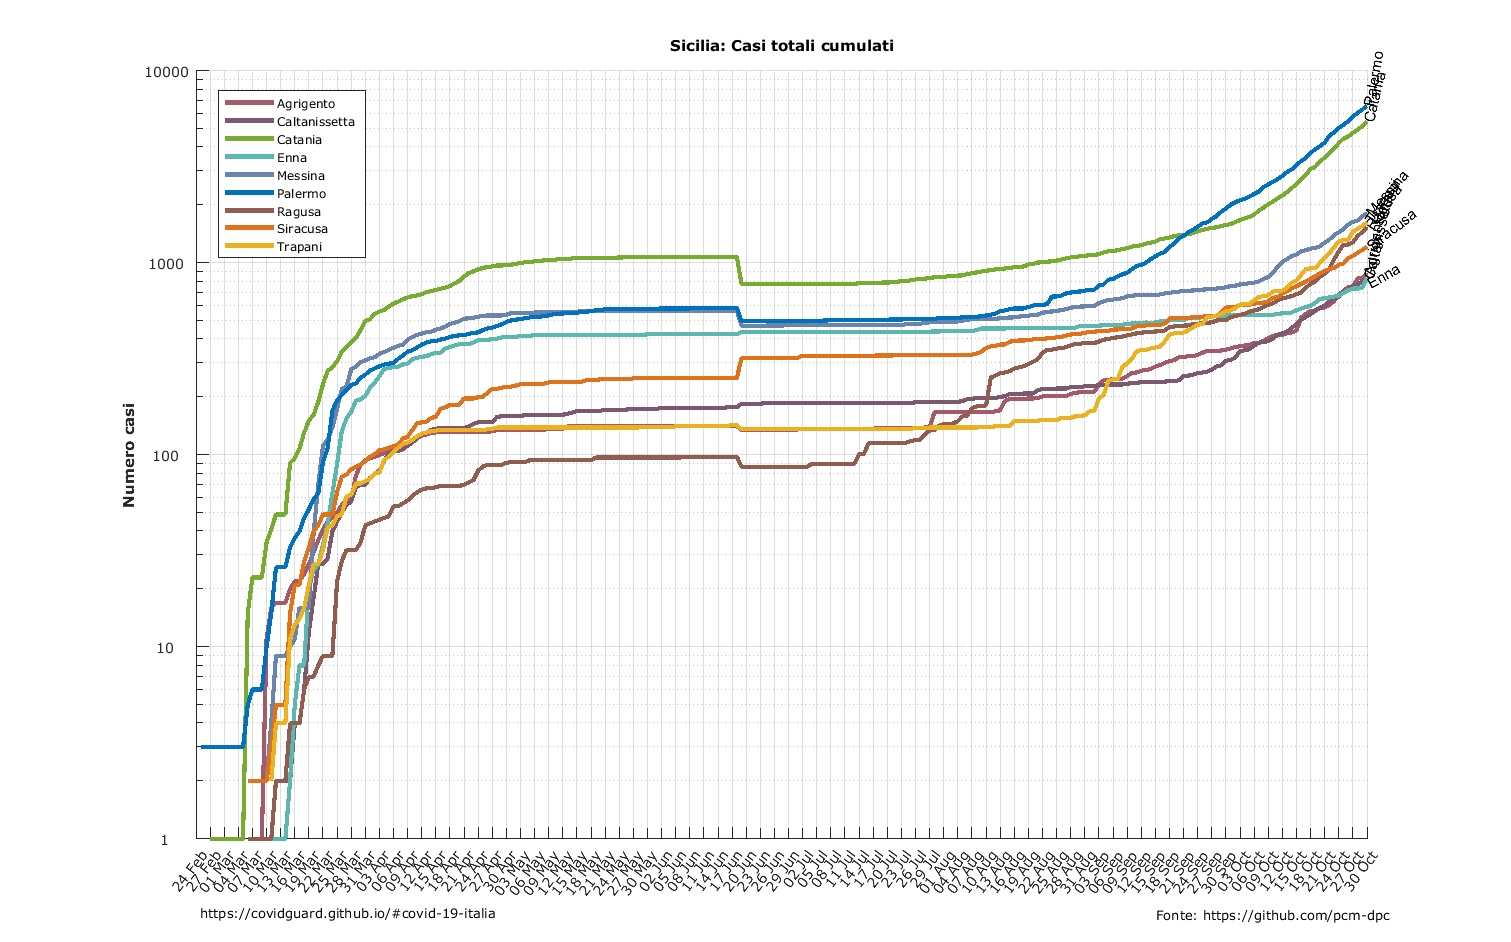 Sicilia: Casi totali cumulati
Numero casi
10000
1000
100
10
1
Agrigento
Caltanissetta
Catania
Enna
Messina
Palermo
Ragusa
Siracusa
Trapani
Palermo
Catania
Messina
Siracusa
Enna
24 Feb
27 Feb
01 Mar
04 Mar
07 Mar
10 Mar
13 Mar
16 Mar
19 Mar
22 Mar
25 Mar
28 Mar
31 Mar
03 Apr
06 Apr
09 Apr
12 Apr
15 Apr
18 Apr
21 Apr
24 Apr
27 Apr
30 Apr
03 May
06 May
09 May
12 May
15 May
18 May
21 May
24 May
27 May
30 May
02 Jun
05 Jun
08 Jun
11 Jun
14 Jun
17 Jun
20 Jun
23 Jun
26 Jun
29 Jun
02 Jul
05 Jul
08 Jul
11 Jul
14 Jul
17 Jul
20 Jul
23 Jul
26 Jul
29 Jul
01 Aug
04 Aug
07 Aug
10 Aug
13 Aug
16 Aug
19 Aug
22 Aug
25 Aug
28 Aug
31 Aug
03 Sep
06 Sep
09 Sep
12 Sep
15 Sep
18 Sep
21 Sep
24 Sep
27 Sep
30 Sep
03 Oct
06 Oct
09 Oct
12 Oct
15 Oct
18 Oct
21 Oct
24 Oct
27 Oct
30 Oct
https://covidguard.github.io/#covid-19-italia
Fonte: https://github.com/pcm-dpc